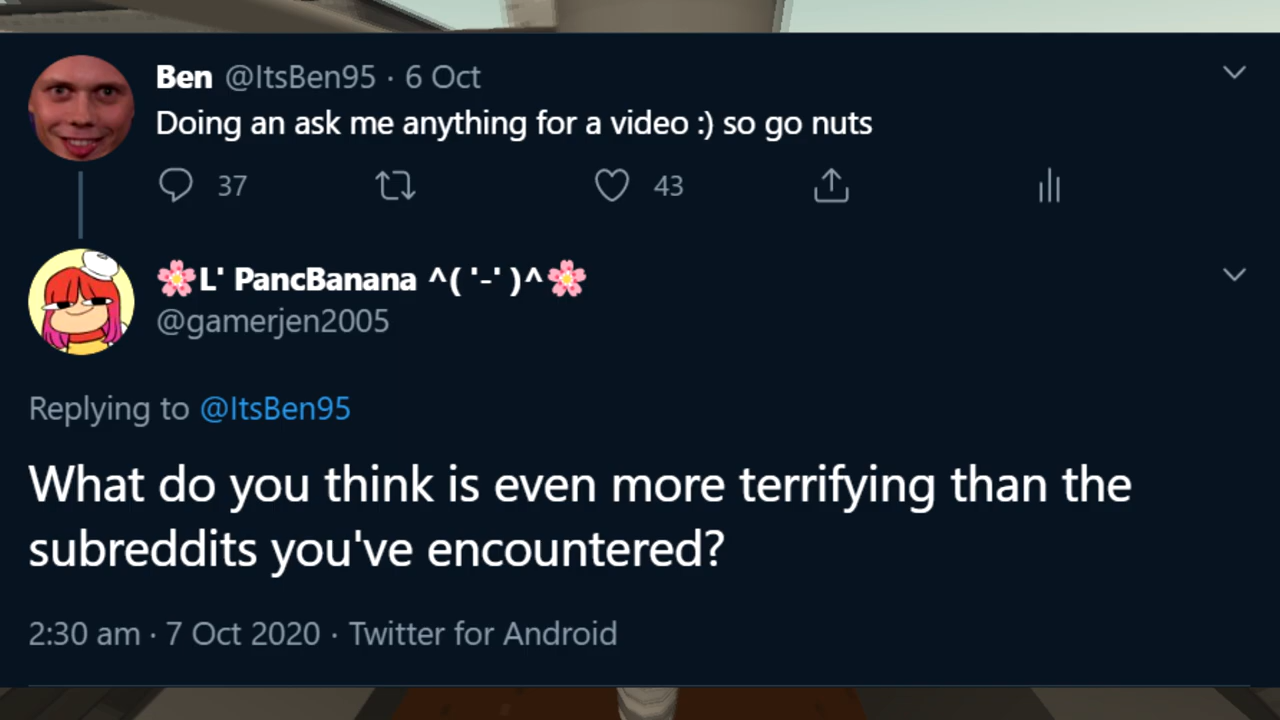 Ben @ItsBen95 · 6 Oct
Doing an ask me anything for a video :) so go nuts
37 43
🌸L' PancBanana ^( '-' )^🌸
@gamerjen2005
Replying to @ItsBen95
What do you think is even more terrifying than the
subreddits you've encountered?
2:30 am · 7 Oct 2020 · Twitter for Android